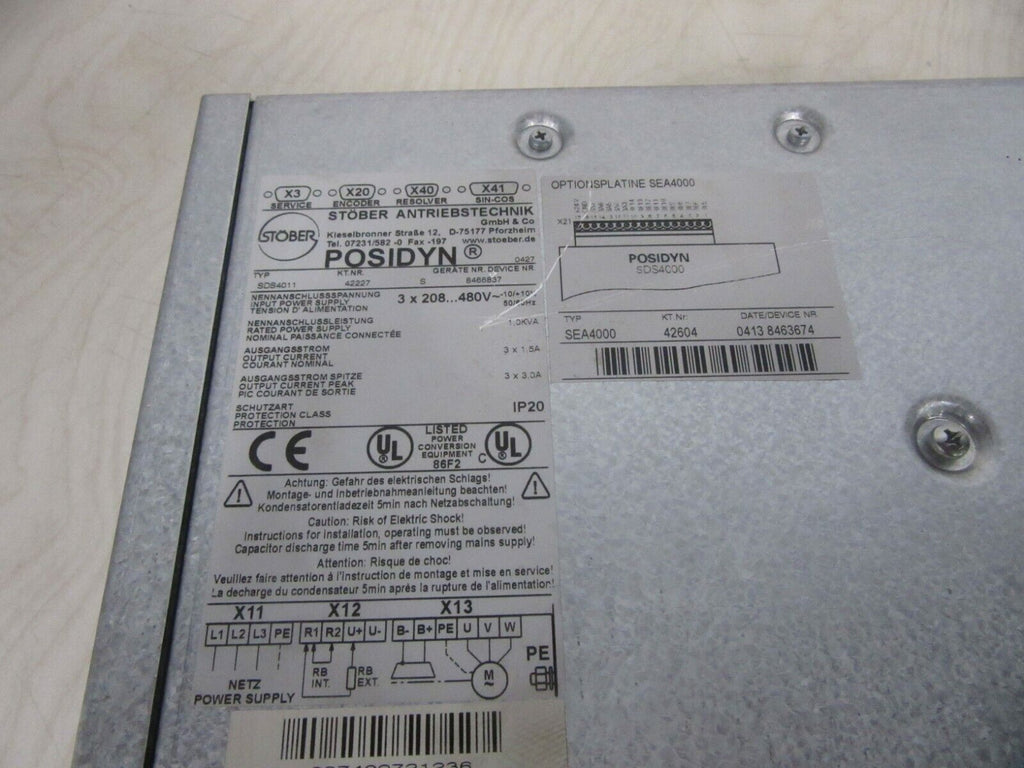 X3 X20 X40 X41
SERVICE ENCODER RESOLVER SIN-COS
STÖBER
STÖBER ANTRIEBSTECHNIK
GmbH & Co
Kieselbronner Straße 12, D-75177 Pforzheim
Tel. 07231/582 -0 Fax -197 www.stoeber.de
POSIDYN ®
0427
TYP KT.NR. GERÄTE NR. DEVICE NR.
SDS4011 42227 S 8466837
NENNANSCHLUSSSPANNUNG
INPUT POWER SUPPLY
TENSION D'ALIMENTATION
3 x 208...480V~ -10/+10%
50/60Hz
NENNANSCHLUSSLEISTUNG
RATED POWER SUPPLY
NOMINAL PAISSANCE CONNECTÉE
1,0KVA
AUSGANGSSTROM
OUTPUT CURRENT
COURANT NOMINAL
3 x 1,5A
AUSGANGSSTROM SPITZE
OUTPUT CURRENT PEAK
PIC COURANT DE SORTIE
3 x 3,0A
SCHUTZART
PROTECTION CLASS
PROTECTION
IP20
CE
UL
LISTED
POWER
CONVERSION
EQUIPMENT
86F2
C UL
Achtung: Gefahr des elektrischen Schlags!
Montage- und Inbetriebnahmeanleitung beachten!
Kondensatorentladezeit 5min nach Netzabschaltung!
Caution: Risk of Elektric Shock!
Instructions for installation, operating must be observed!
Capacitor discharge time 5min after removing mains supply!
Attention: Risque de choc!
Veuillez faire attention à l'instruction de montage et mise en service!
La decharge du condensateur 5min après la rupture de l'alimentation!
X11 X12 X13
L1 L2 L3 PE R1 R2 U+ U- B- B+ PE U V W
RB
INT.
RB
EXT.
M
~
PE
NETZ
POWER SUPPLY
OPTIONSPLATINE SEA4000
X21
POSIDYN
SDS4000
TYP KT Nr: DATE/DEVICE NR
SEA4000 42604 0413 8463674